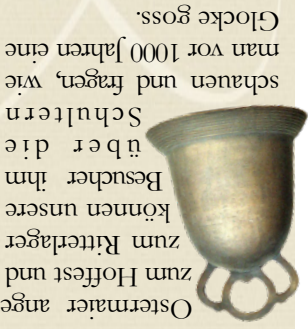 Ostermaier ange
zum Hoffest und
zum Ritterlager
können unsere
Besucher ihm
über die
Schultern
schauen und fragen, wie
man vor 1000 Jahren eine
Glocke goss.